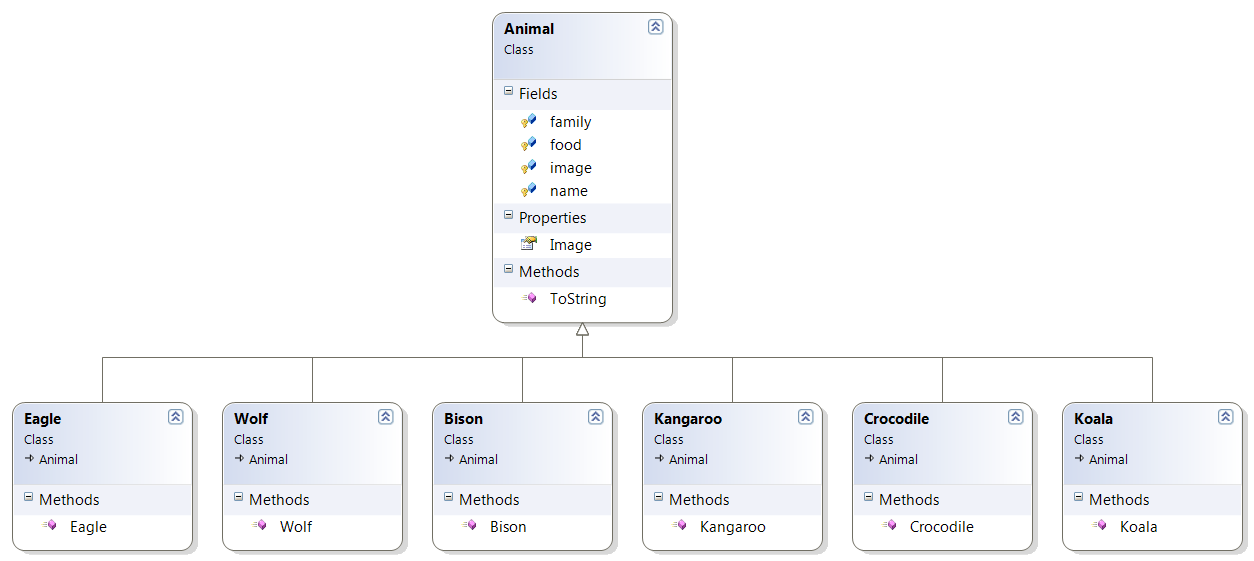 Animal
Class
Fields
family
food
image
name
Properties
Image
Methods
ToString
Eagle
Class
Animal
Methods
Eagle
Wolf
Class
Animal
Methods
Wolf
Bison
Class
Animal
Methods
Bison
Kangaroo
Class
Animal
Methods
Kangaroo
Crocodile
Class
Animal
Methods
Crocodile
Koala
Class
Animal
Methods
Koala